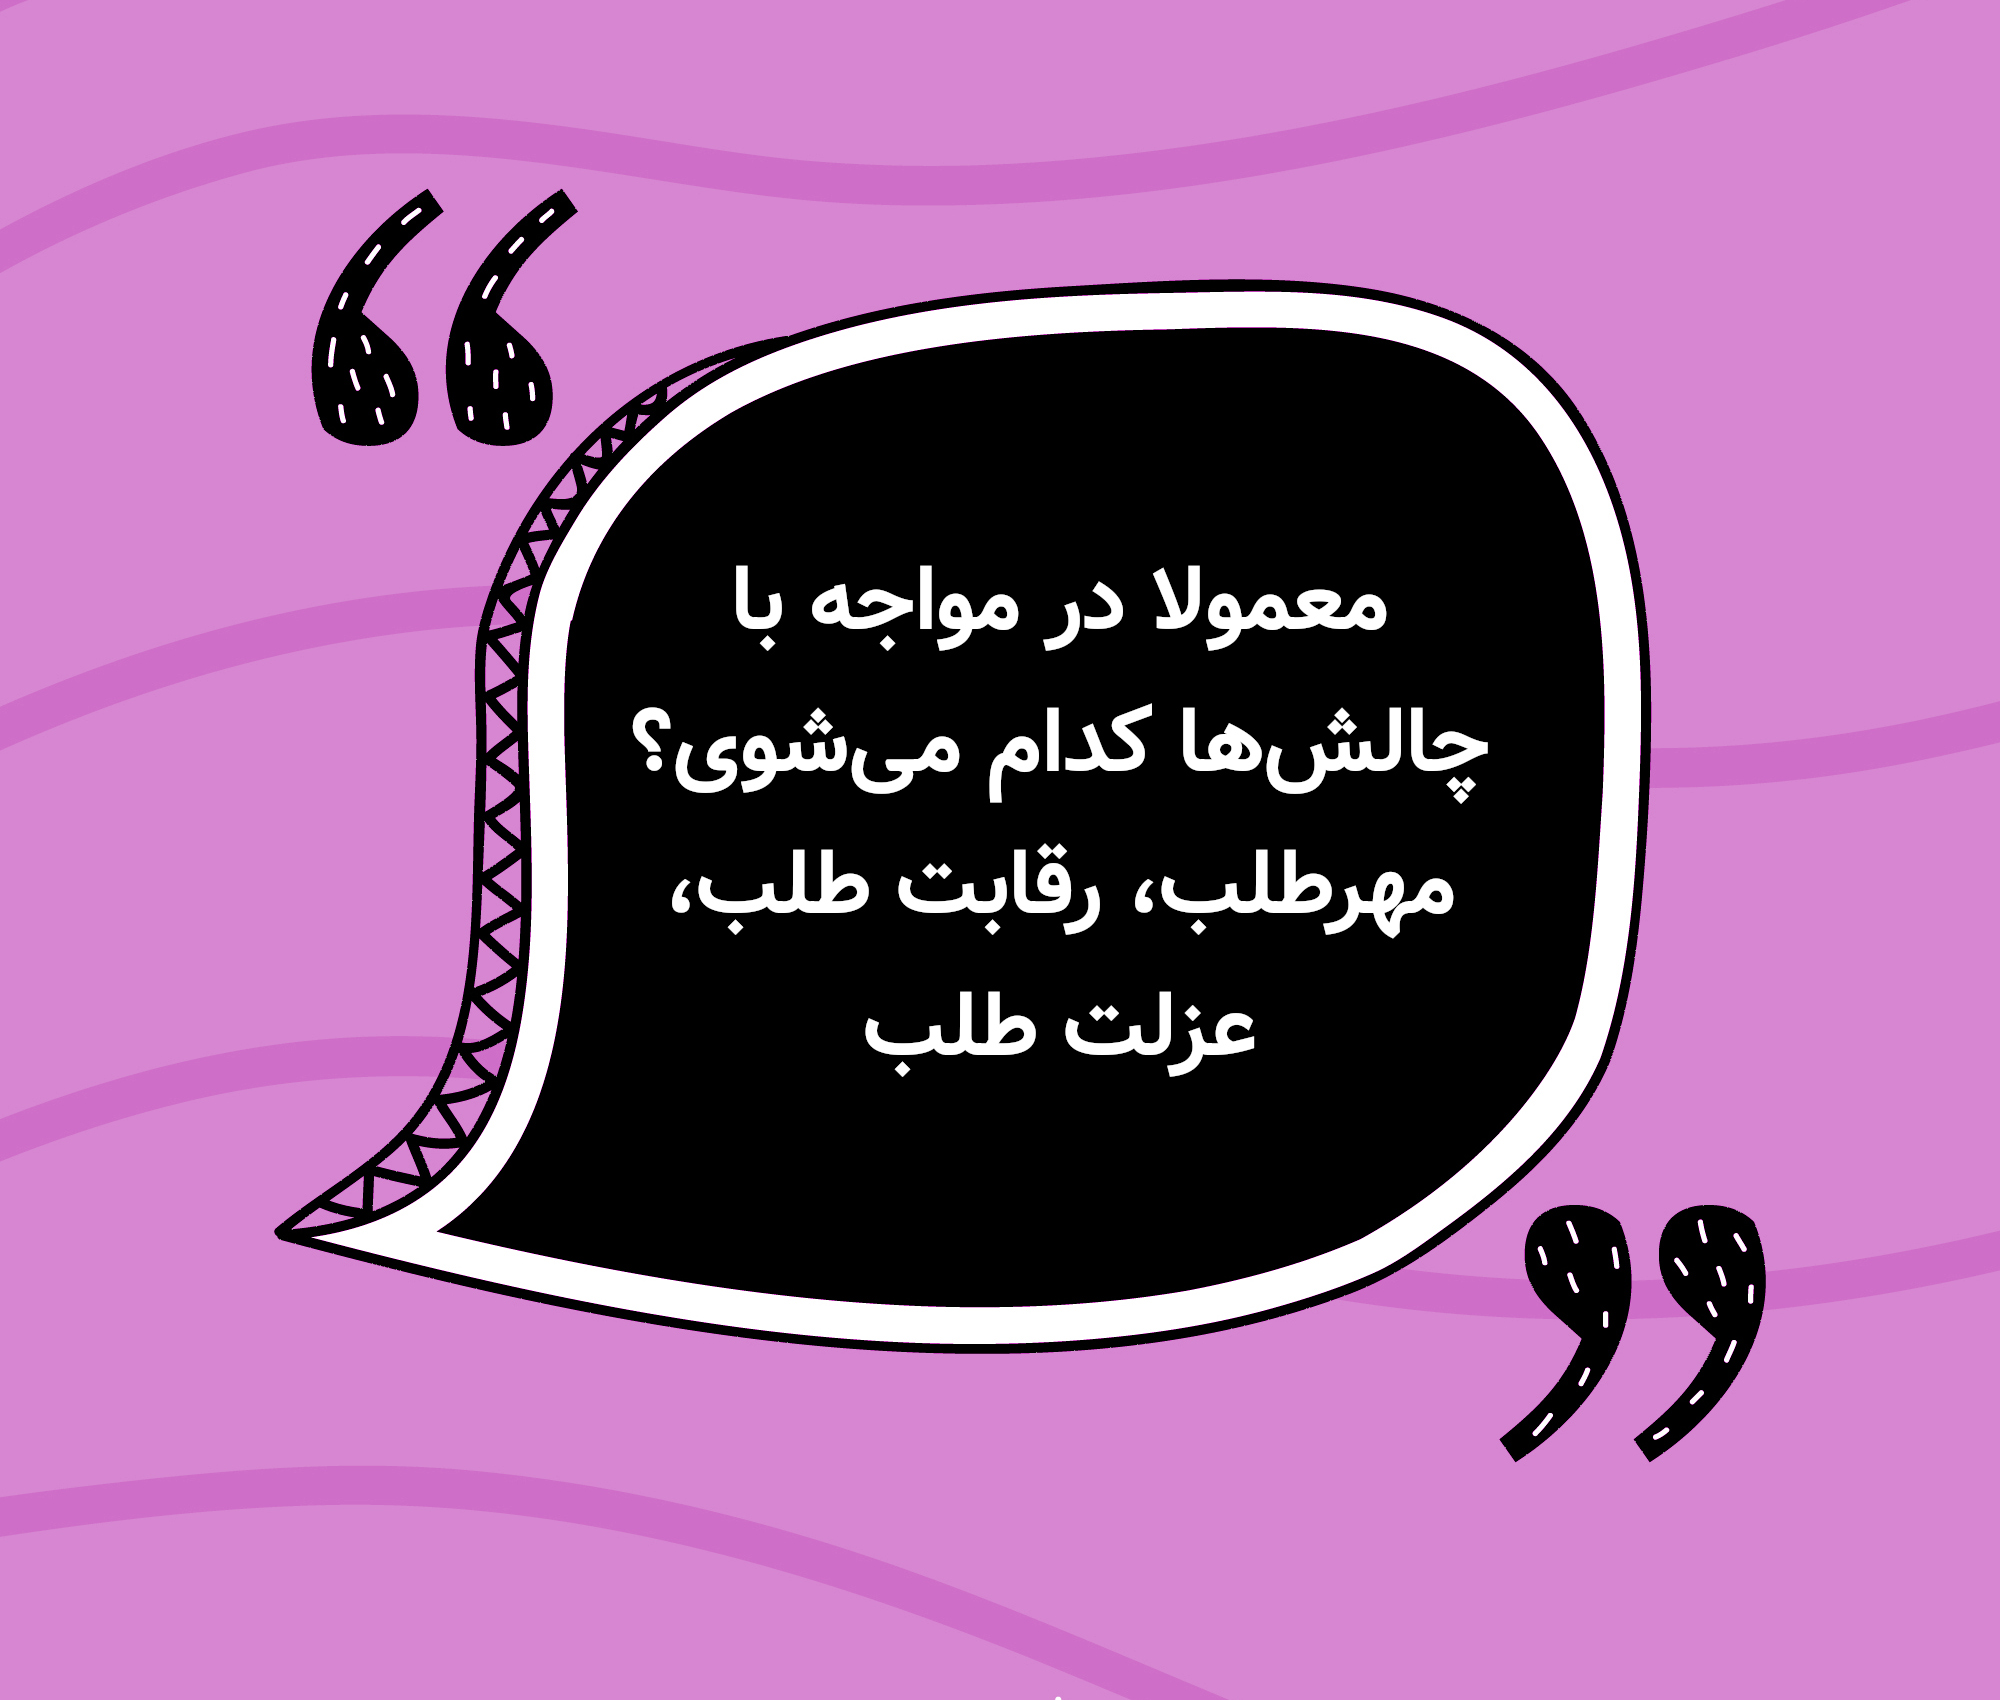 معمولا در مواجه با
چالش‌ها کدام می‌شوی؟
مهرطلب، رقابت طلب،
عزلت طلب